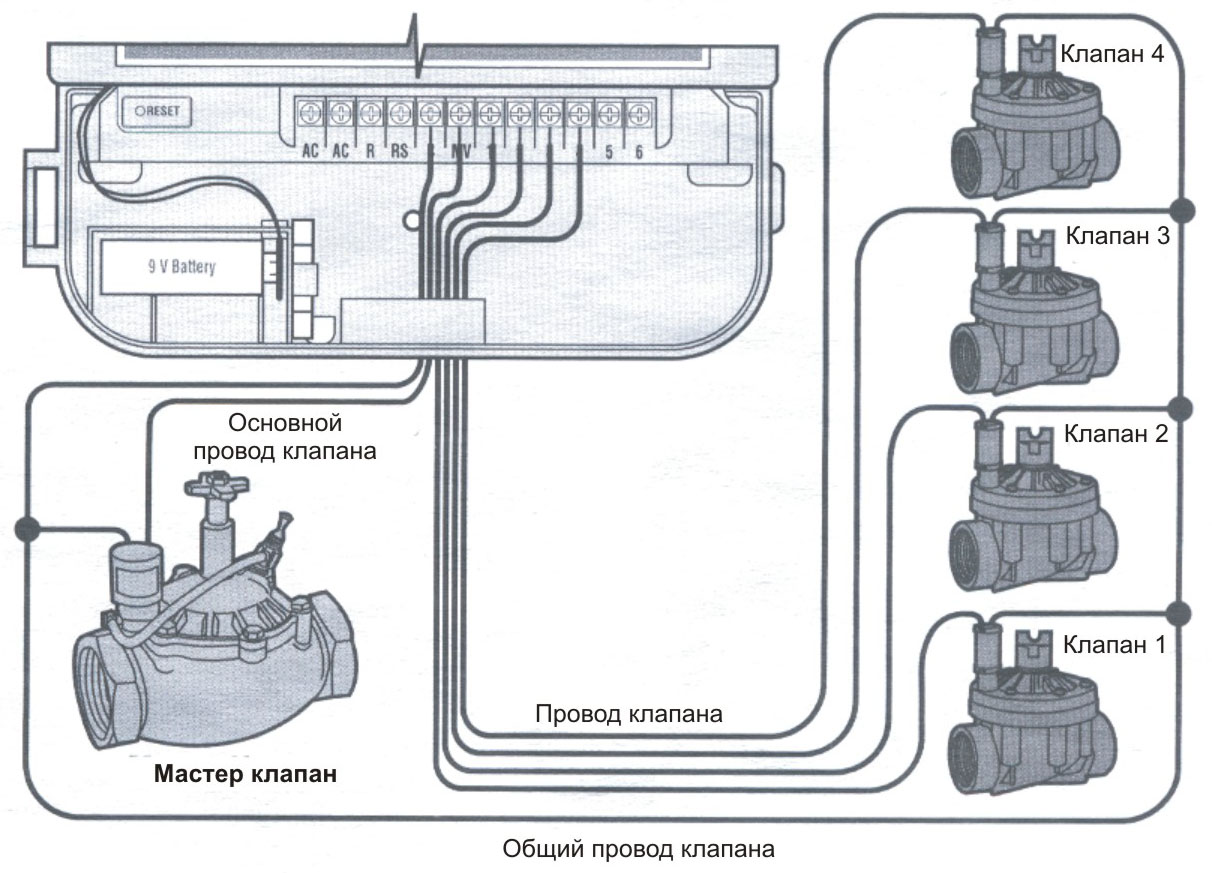 Клапан 4
RESET
AC AC R RS MV 5 6
Клапан 3
9 V Battery
Основной
провод клапана
Клапан 2
Клапан 1
Провод клапана
Мастер клапан
Общий провод клапана